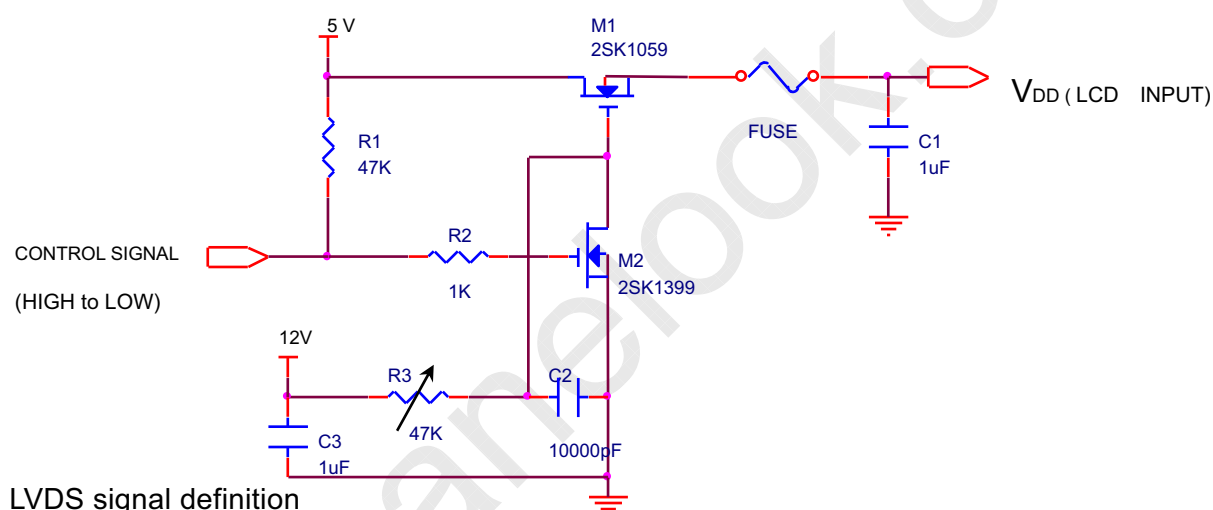 5 V
M1
2SK1059
FUSE
VDD ( LCD INPUT)
R1
47K
C1
1uF
CONTROL SIGNAL
(HIGH to LOW)
R2
1K
M2
2SK1399
12V
R3
47K
C2
10000pF
C3
1uF
LVDS signal definition